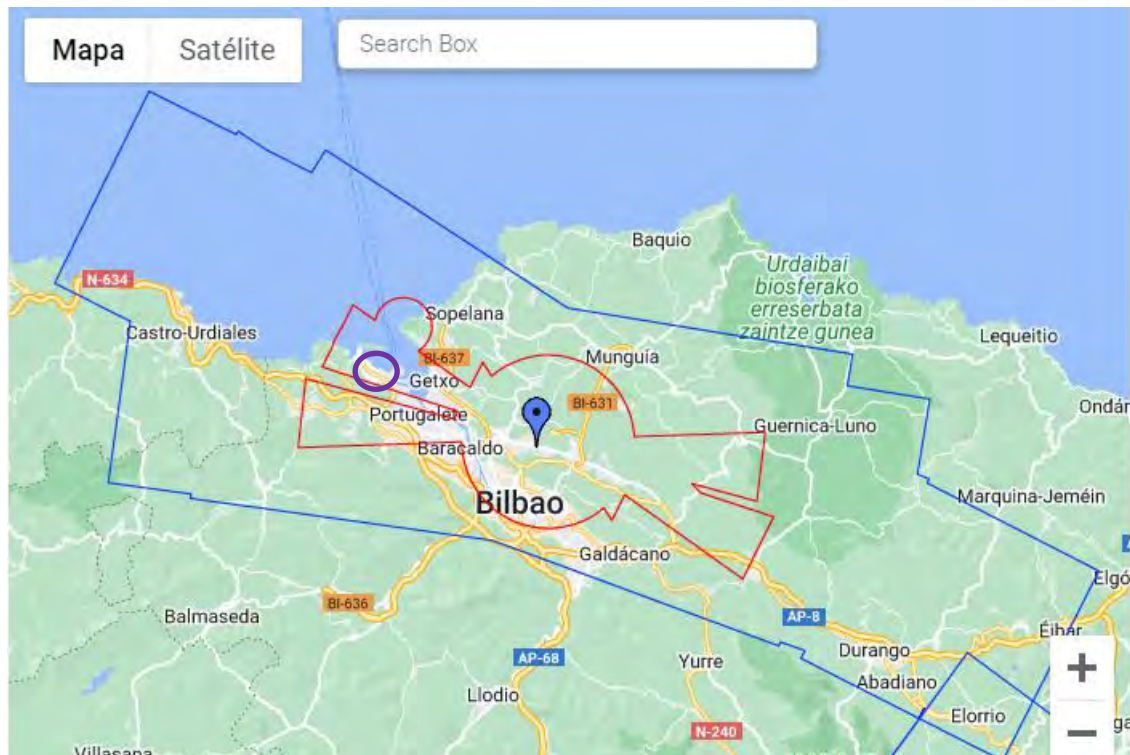 Mapa
Satélite
Search Box
Baquio
Urdaibai
biosferako
erreserbata
zaintze gunea
N-634
Sopelana
Castro-Urdiales
Lequeitio
BI-637
Munguía
Getxo
BI-631
Ondár
Portugalete
Guernica-Luno
Baracaldo
Bilbao
Marquina-Jeméin
Galdácano
Elgó
BI-636
Balmaseda
AP-8
Éibar
Durango
AP-68
Yurre
Abadiano
+
Llodio
Elorrio
N-240
−
Villasana